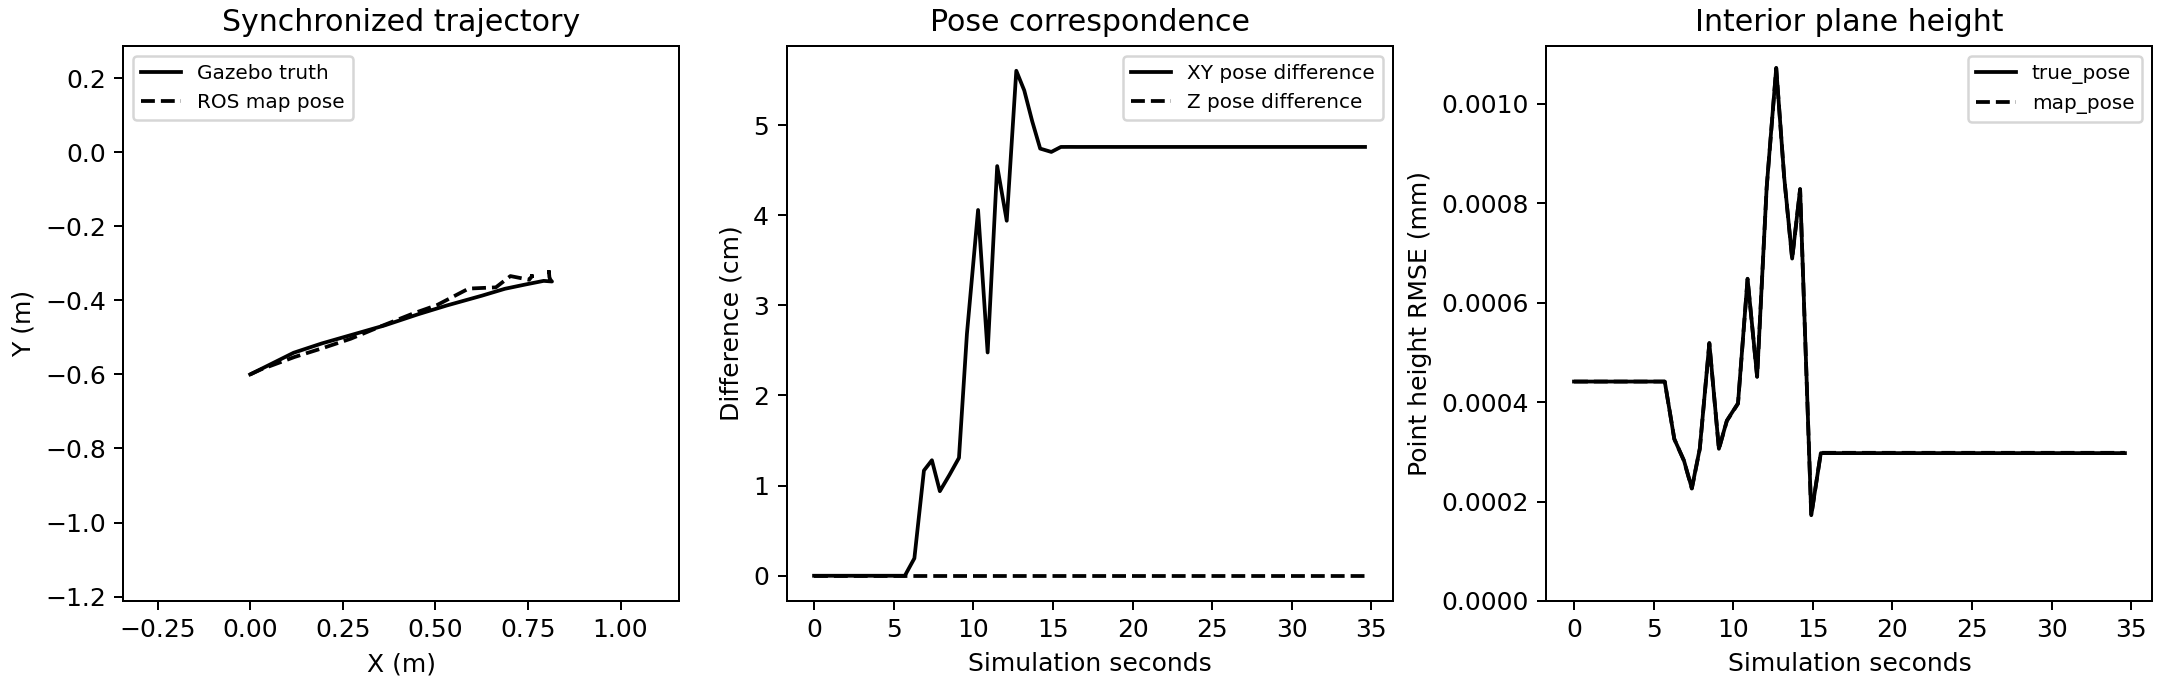 Synchronized trajectory
Gazebo truth
ROS map pose
0.2
0.0
−0.2
−0.4
−0.6
−0.8
−1.0
−1.2
Y (m)
−0.25
0.00
0.25
0.50
0.75
1.00
X (m)
Pose correspondence
XY pose difference
Z pose difference
5
4
3
2
1
0
Difference (cm)
0
5
10
15
20
25
30
35
Simulation seconds
Interior plane height
true_pose
map_pose
0.0010
0.0008
0.0006
0.0004
0.0002
0.0000
Point height RMSE (mm)
0
5
10
15
20
25
30
35
Simulation seconds